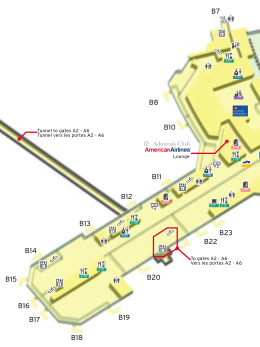 B7
B8
B10
Admirals Club
AmericanAirlines
Lounge
Tunnel to gates A2 - A6
Tunnel vers les portes A2 - A6
B11
B12
B13
B14
B15
B16
B17
B18
B19
B20
B22
B23
To gates A2 - A6
Vers les portes A2 - A6